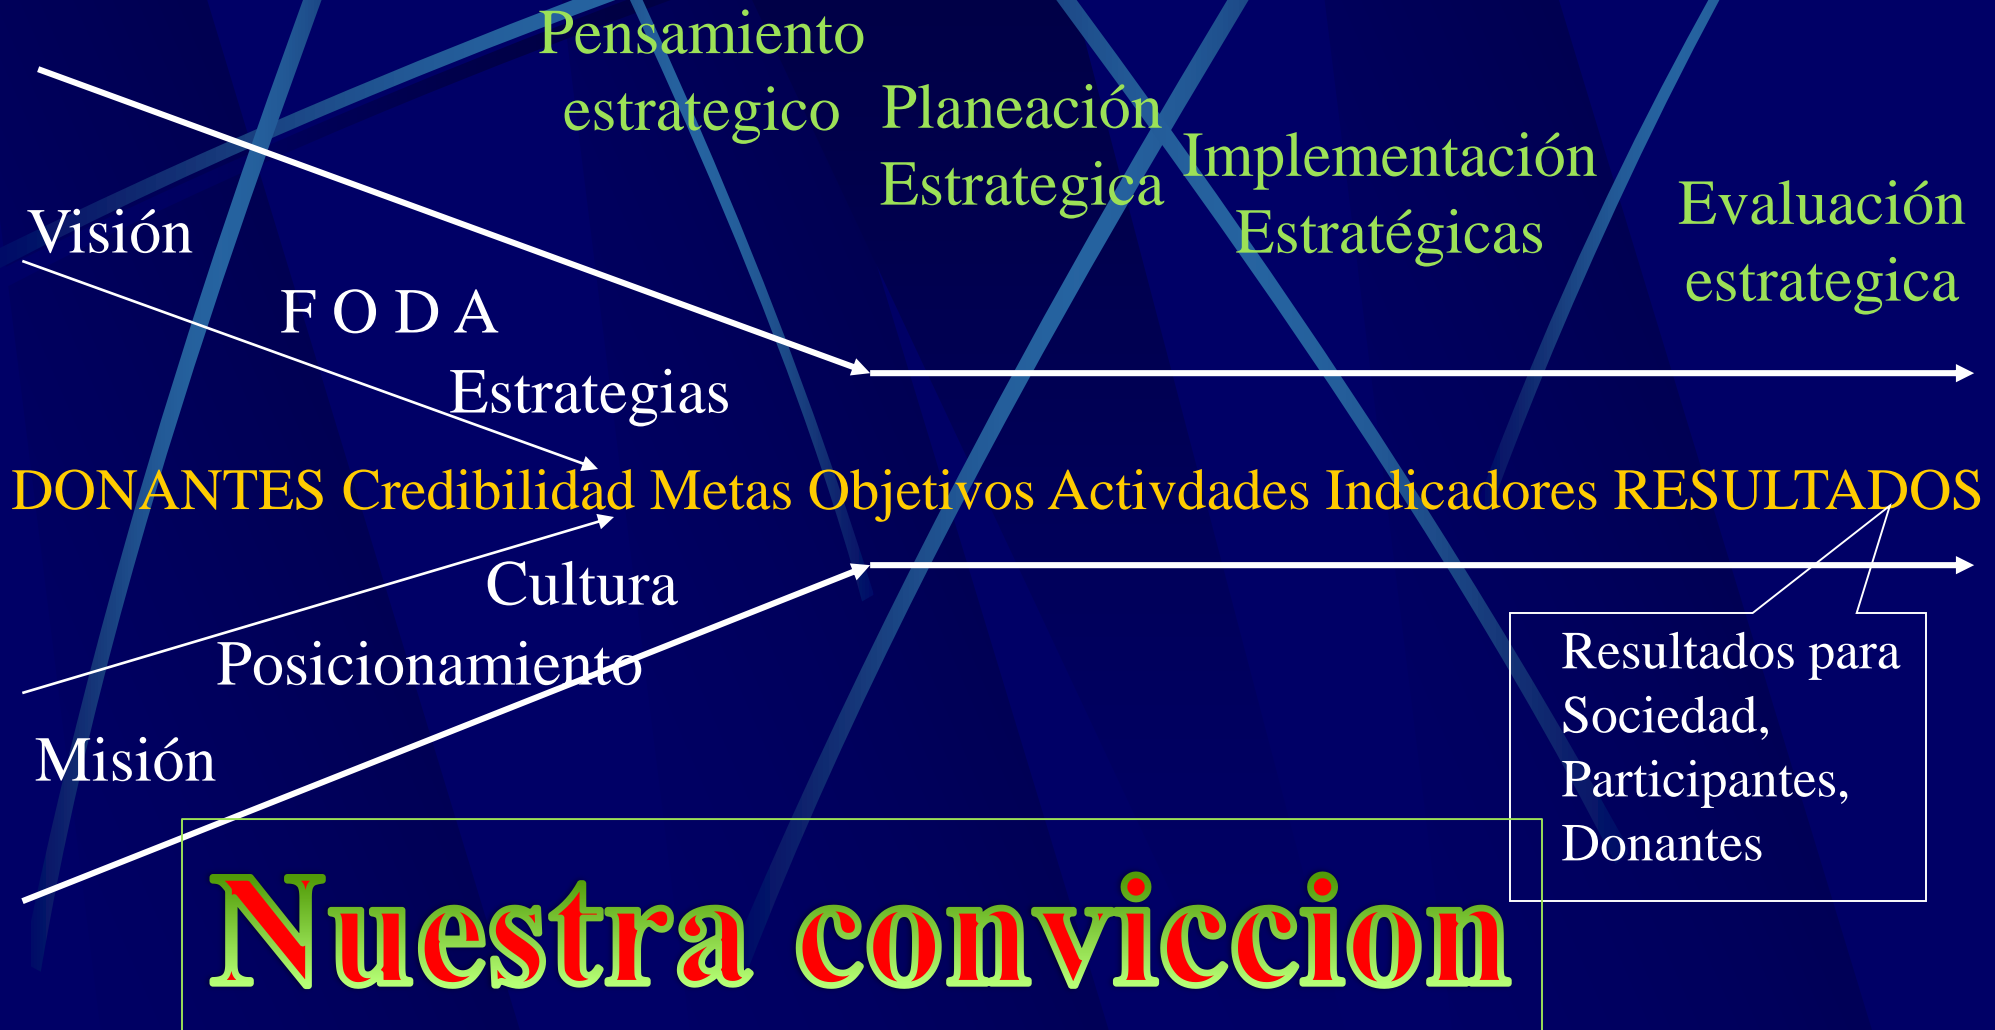 Pensamiento
estrategico
Planeación
Estrategica
Implementación
Estratégicas
Evaluación
estrategica
Visión
F O D A
Estrategias
DONANTES Credibilidad Metas Objetivos Activdades Indicadores RESULTADOS
Cultura
Posicionamiento
Misión
Resultados para
Sociedad,
Participantes,
Donantes
Nuestra conviccion